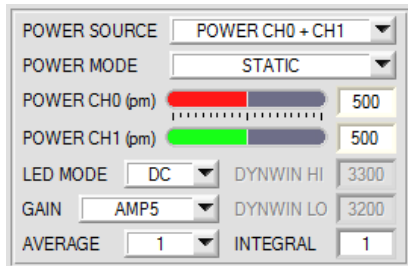 POWER SOURCE POWER CH0 + CH1
POWER MODE STATIC
POWER CH0 (pm) 500
POWER CH1 (pm) 500
LED MODE DC DYNWIN HI 3300
GAIN AMP5 DYNWIN LO 3200
AVERAGE 1 INTEGRAL 1